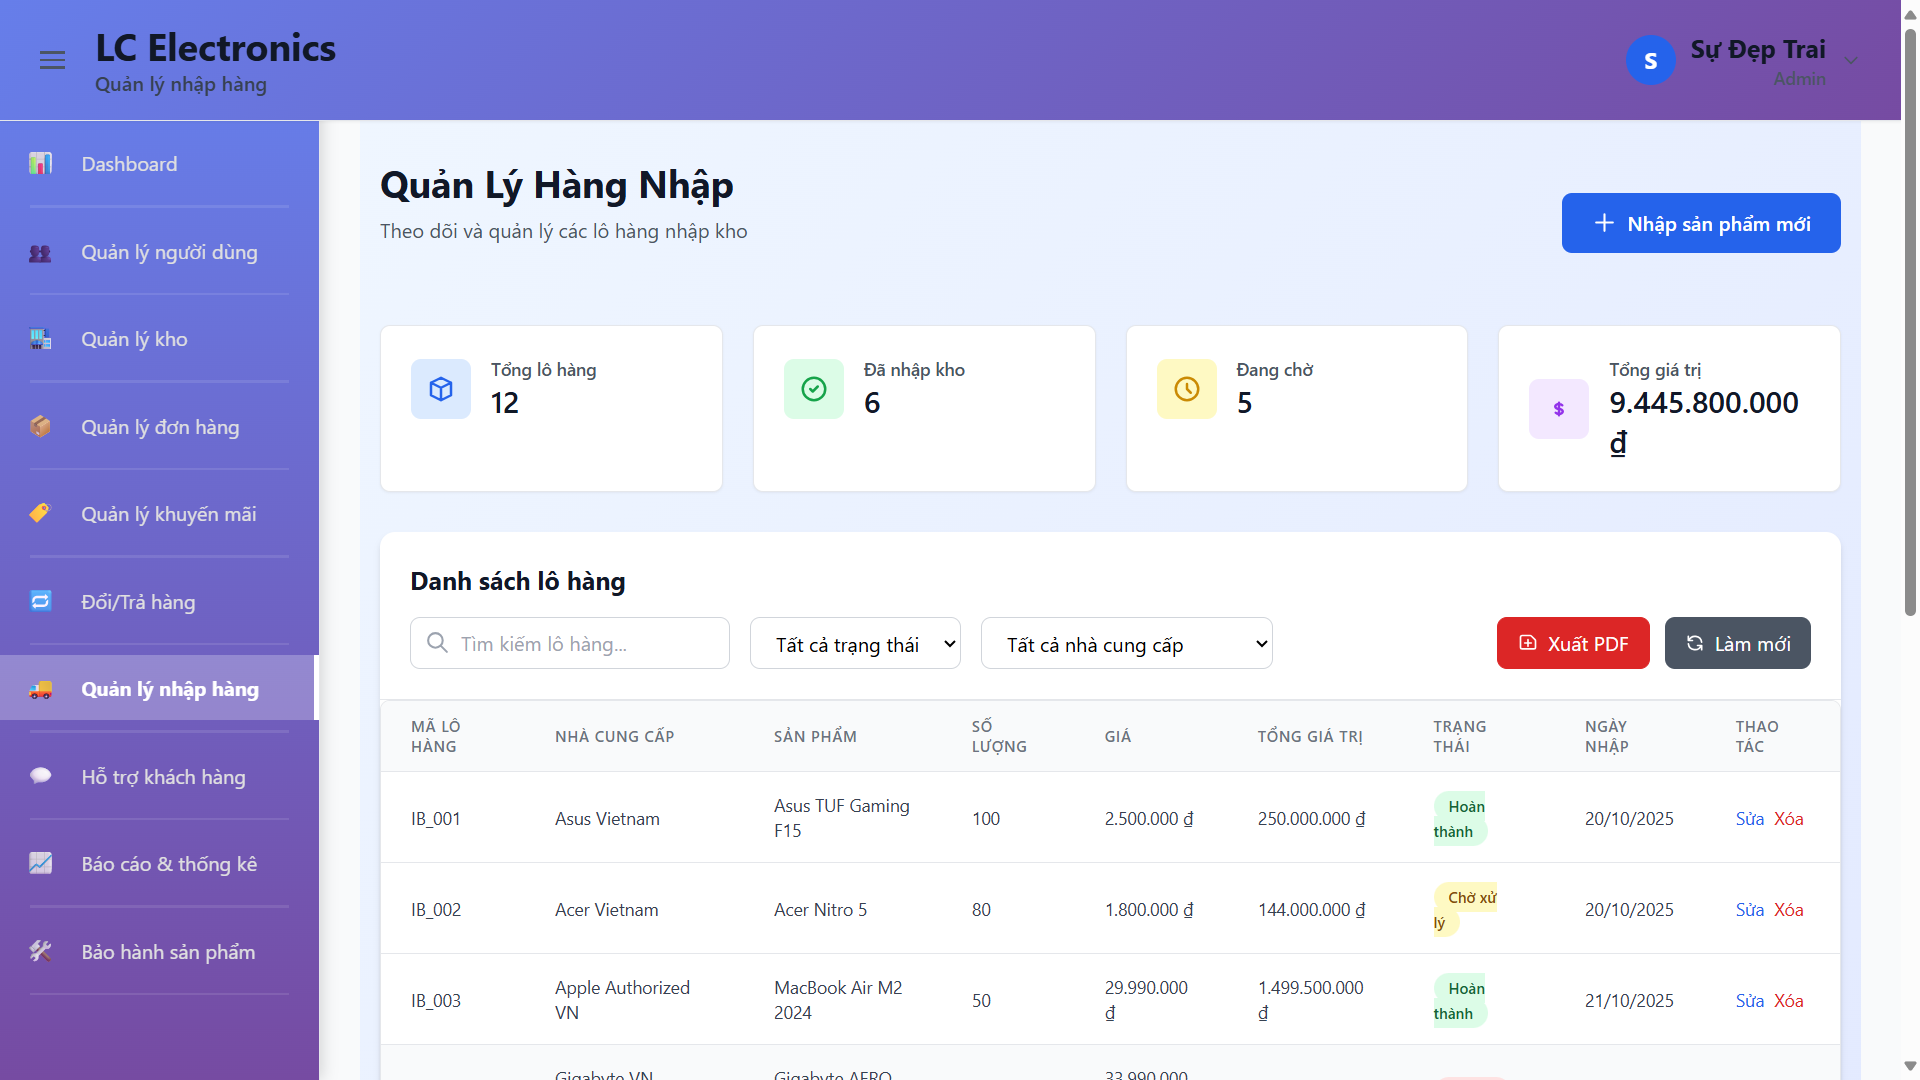 LC Electronics
Quản lý nhập hàng
S
Sự Đẹp Trai
Admin
Dashboard
Quản lý người dùng
Quản lý kho
Quản lý đơn hàng
Quản lý khuyến mãi
Đổi/Trả hàng
Quản lý nhập hàng
Hỗ trợ khách hàng
Báo cáo & thống kê
Bảo hành sản phẩm
Quản Lý Hàng Nhập
Theo dõi và quản lý các lô hàng nhập kho
Nhập sản phẩm mới
Tổng lô hàng
12
Đã nhập kho
6
Đang chờ
5
$
Tổng giá trị
9.445.800.000
₫
Danh sách lô hàng
Tìm kiếm lô hàng...
Tất cả trạng thái
Tất cả nhà cung cấp
Xuất PDF
Làm mới
MÃ LÔ
HÀNG
NHÀ CUNG CẤP
SẢN PHẨM
SỐ
LƯỢNG
GIÁ
TỔNG GIÁ TRỊ
TRẠNG
THÁI
NGÀY
NHẬP
THAO
TÁC
IB_001
Asus Vietnam
Asus TUF Gaming
F15
100
2.500.000 ₫
250.000.000 ₫
Hoàn
thành
20/10/2025
Sửa Xóa
IB_002
Acer Vietnam
Acer Nitro 5
80
1.800.000 ₫
144.000.000 ₫
Chờ xử
lý
20/10/2025
Sửa Xóa
IB_003
Apple Authorized
VN
MacBook Air M2
2024
50
29.990.000
₫
1.499.500.000
₫
Hoàn
thành
21/10/2025
Sửa Xóa
Gigabyte VN
Gigabyte AERO
33.990.000